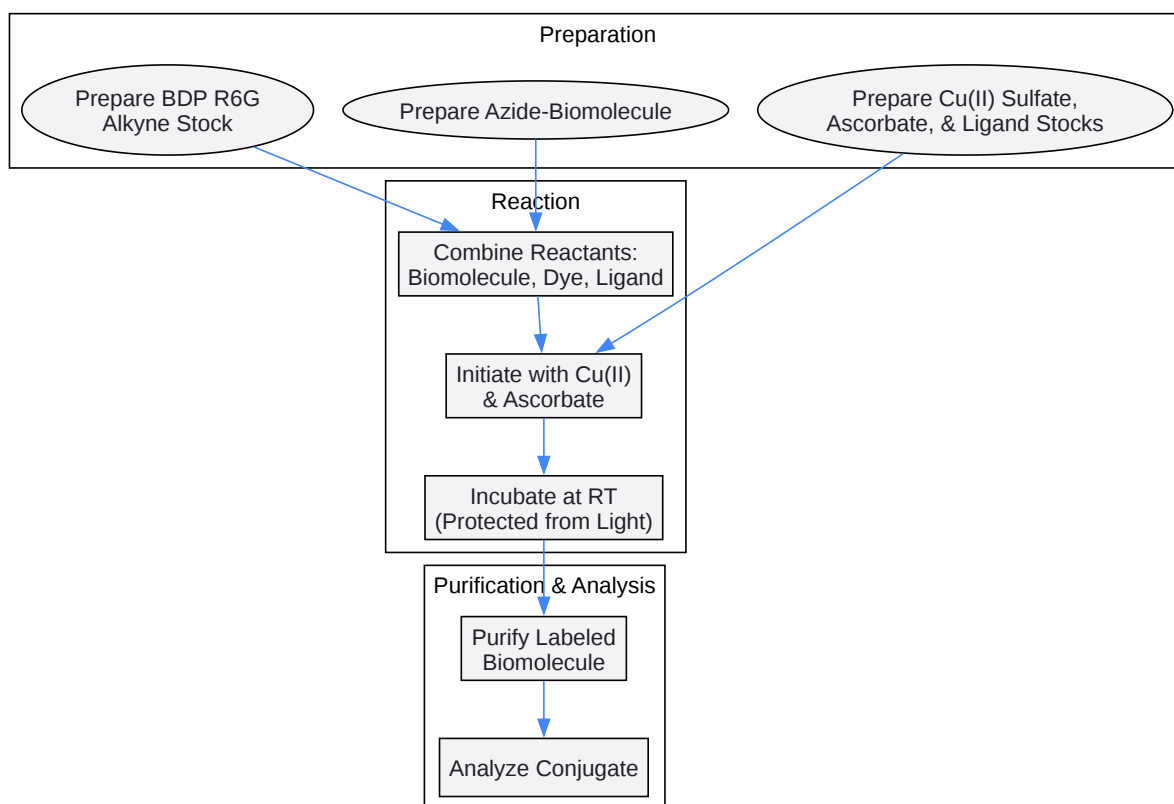 Preparation
Prepare BDP R6G
Alkyne Stock
Prepare Azide-Biomolecule
Prepare Cu(II) Sulfate,
Ascorbate, & Ligand Stocks
Reaction
Combine Reactants:
Biomolecule, Dye, Ligand
Initiate with Cu(II)
& Ascorbate
Incubate at RT
(Protected from Light)
Purification & Analysis
Purify Labeled
Biomolecule
Analyze Conjugate